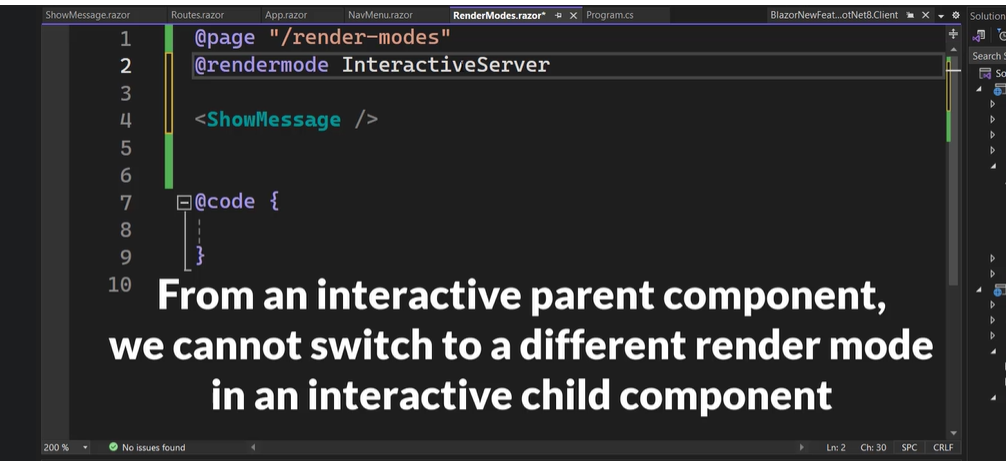 ShowMessage.razor Routes.razor App.razor NavMenu.razor RenderModes.razor* Program.cs BlazorNewFeat...otNet8.Client Solution
1 @page "/render-modes"
2 @rendermode InteractiveServer
3
4 <ShowMessage />
5
6
7 @code {
8
9 }
10
Search S
So
From an interactive parent component,
we cannot switch to a different render mode
in an interactive child component
200 % No issues found Ln: 2 Ch: 30 SPC CRLF